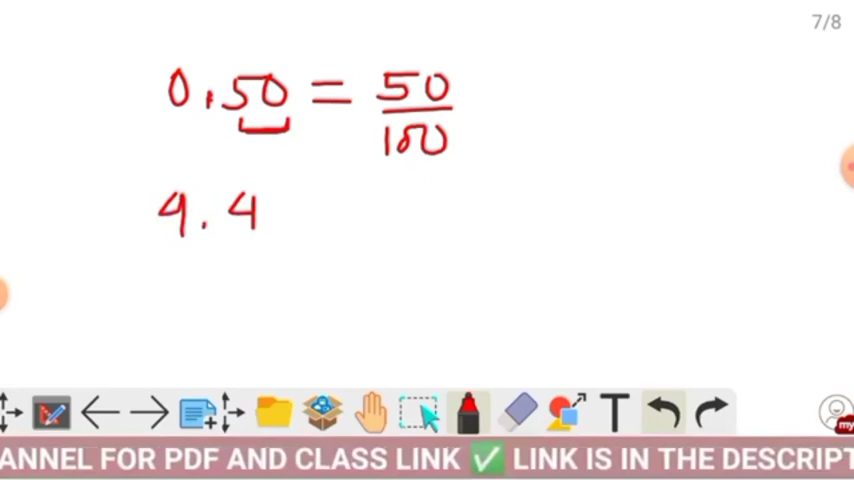 7/8
0.50 = 50/100
4.4
T
my
ANNEL FOR PDF AND CLASS LINK ✅ LINK IS IN THE DESCRIPT